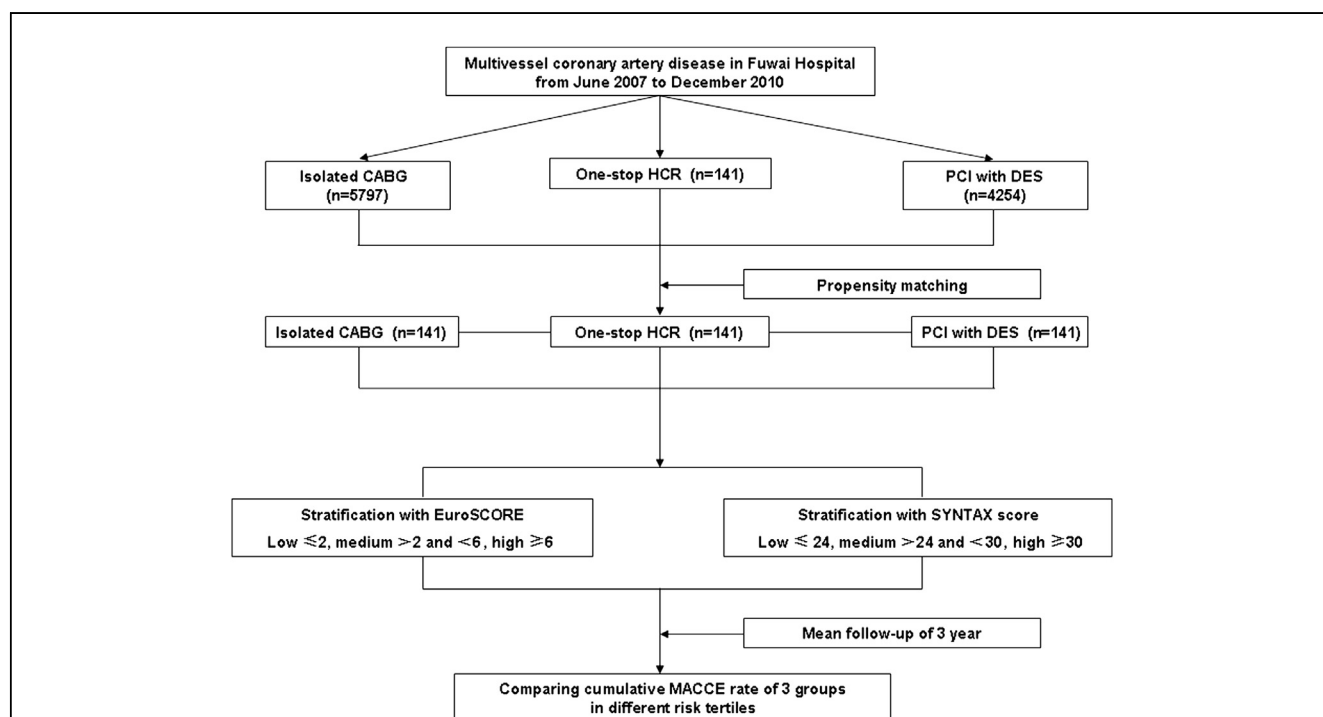 Multivessel coronary artery disease in Fuwai Hospital
from June 2007 to December 2010
Isolated CABG
(n=5797)
One-stop HCR (n=141)
PCI with DES
(n=4254)
Propensity matching
Isolated CABG (n=141)
One-stop HCR (n=141)
PCI with DES (n=141)
Stratification with EuroSCORE
Low ≤2, medium >2 and <6, high ≥6
Stratification with SYNTAX score
Low ≤ 24, medium >24 and <30, high ≥30
Mean follow-up of 3 year
Comparing cumulative MACCE rate of 3 groups
in different risk tertiles